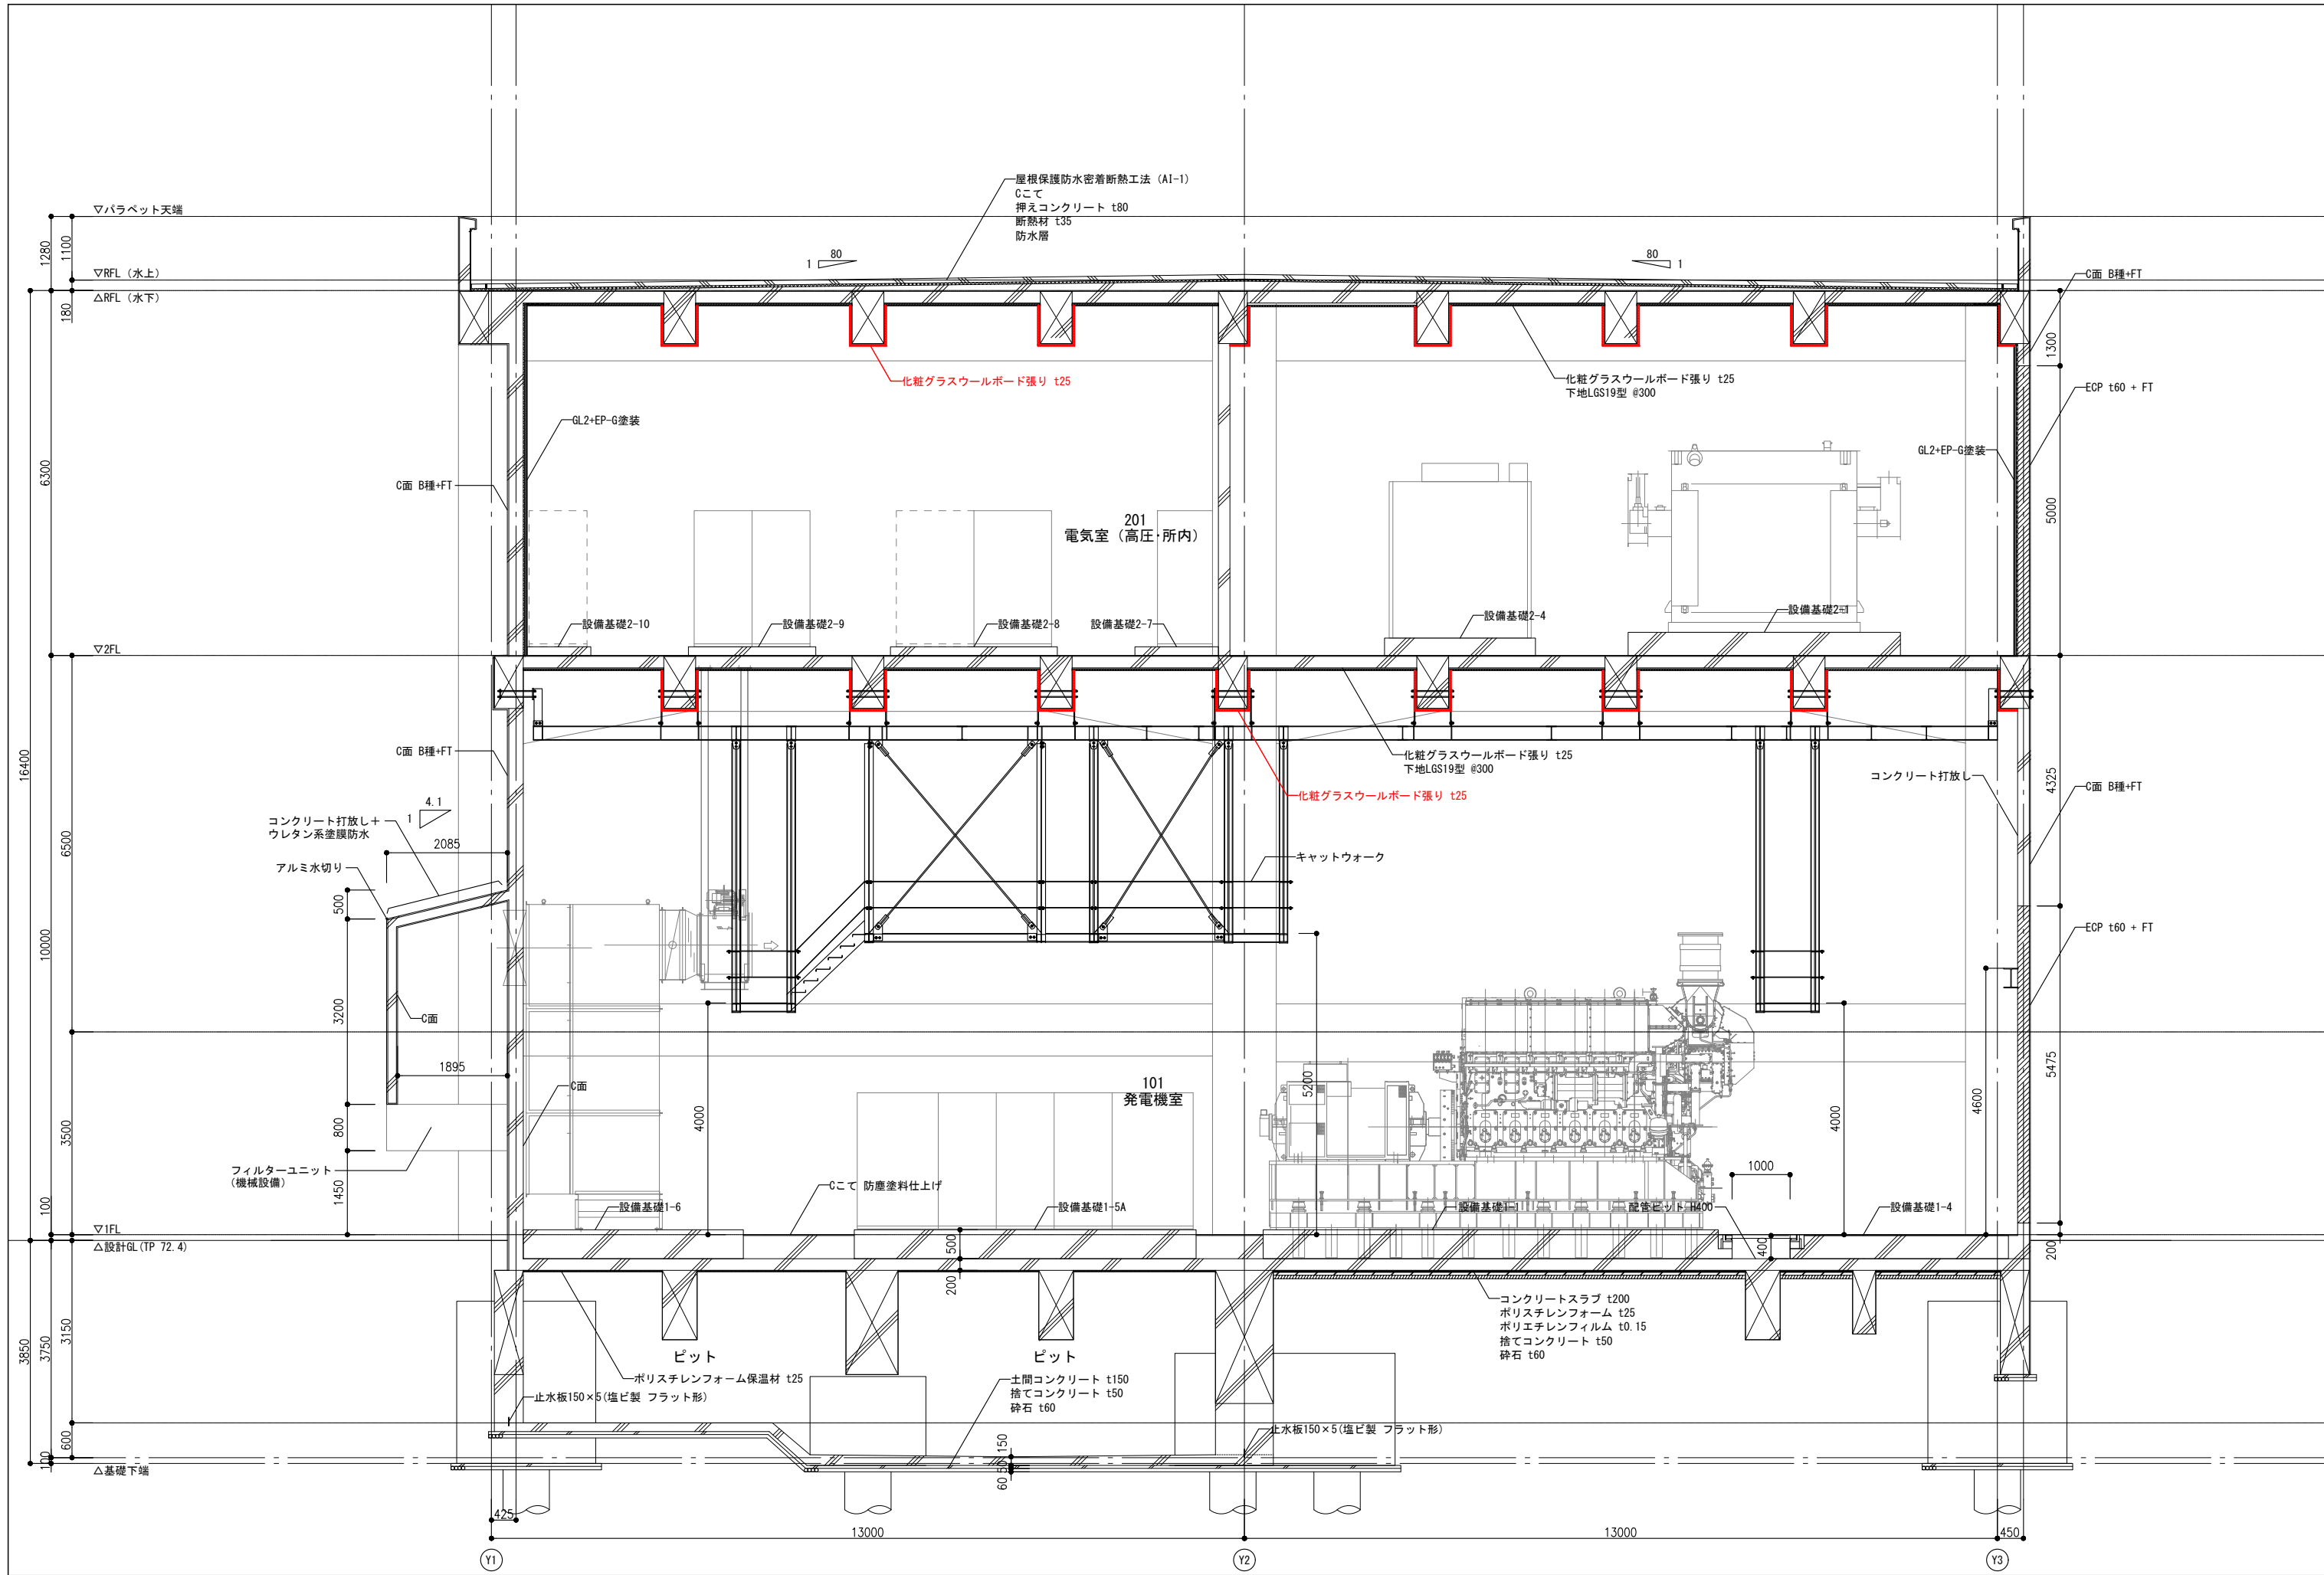 屋根保護防水密着断熱工法 (AI-1)
Cこて
押えコンクリート t80
断熱材 t35
防水層
▽パラペット天端
1280
1100
80
1
80
1
▽RFL (水上)
△RFL (水下)
180
C面 B種+FT
1300
化粧グラスウールボード張り t25
化粧グラスウールボード張り t25
下地LGS19型 @300
ECP t60 + FT
GL2+EP-G塗装
GL2+EP-G塗装
6300
C面 B種+FT
5000
201
電気室 (高圧・所内)
設備基礎2-10
設備基礎2-9
設備基礎2-8
設備基礎2-7
設備基礎2-4
設備基礎2-1
▽2FL
16400
C面 B種+FT
化粧グラスウールボード張り t25
下地LGS19型 @300
コンクリート打放し
4325
C面 B種+FT
化粧グラスウールボード張り t25
4.1
1
コンクリート打放し+
ウレタン系塗膜防水
2085
6500
キャットウォーク
アルミ水切り
500
10000
ECP t60 + FT
3200
C面
1895
C面
5475
101
発電機室
5200
4000
4000
4600
3500
800
フィルターユニット
(機械設備)
1450
1000
Cこて 防塵塗料仕上げ
設備基礎1-6
設備基礎1-5A
設備基礎1-1
配管ピット H400
設備基礎1-4
100
▽1FL
△設計GL(TP 72.4)
500
400
200
200
コンクリートスラブ t200
ポリスチレンフォーム t25
ポリエチレンフィルム t0.15
捨てコンクリート t50
砕石 t60
3850
3750
3150
ピット
ピット
ポリスチレンフォーム保温材 t25
土間コンクリート t150
捨てコンクリート t50
砕石 t60
止水板150×5(塩ビ製 フラット形)
止水板150×5(塩ビ製 フラット形)
600
100
△基礎下端
150
50
60
425
13000
13000
450
Y1
Y2
Y3